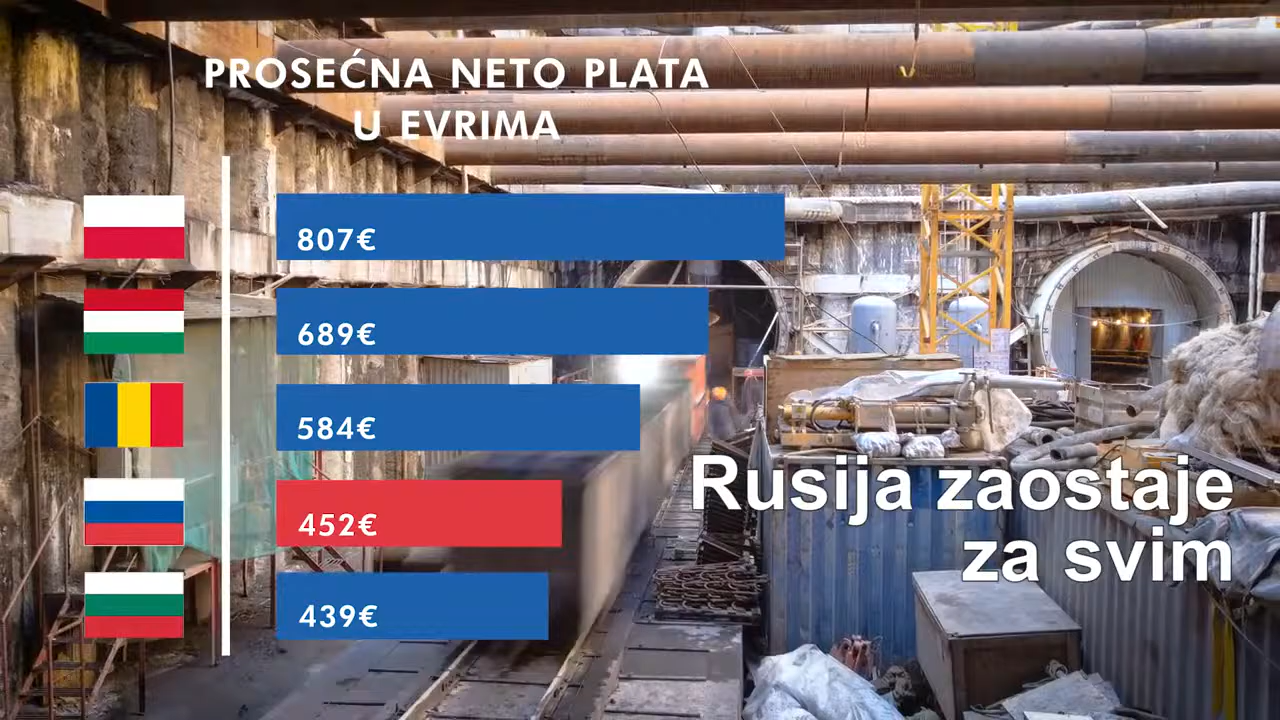 PROSEĆNA NETO PLATA
U EVRIMA
807€
689€
584€
452€
439€
Rusija zaostaje
za svim